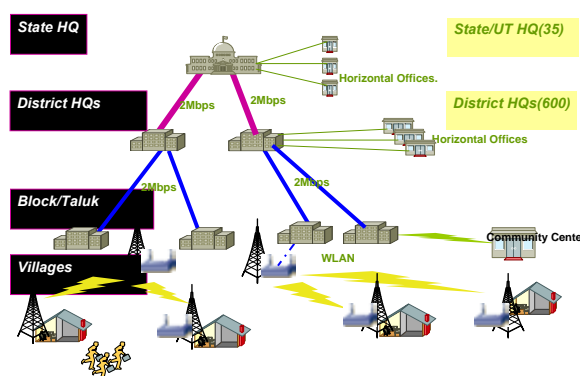 State HQ
State/UT HQ(35)
Horizontal Offices.
2Mbps
2Mbps
District HQs
District HQs(600)
Horizontal Offices
2Mbps
2Mbps
Block/Taluk
Community Cente
WLAN
Villages